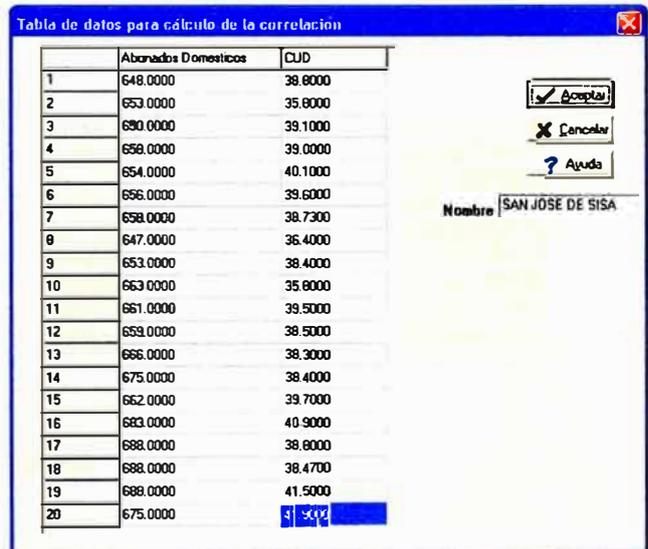 Tabla de datos para cálculo de la correlación
Abonados Domesticos CUD
1 648.0000 38.8000
2 653.0000 35.8000
3 690.0000 39.1000
4 659.0000 39.0000
5 654.0000 40.1000
6 656.0000 39.6000
7 658.0000 38.7300
8 647.0000 36.4000
9 653.0000 38.4000
10 663.0000 35.8000
11 661.0000 39.5000
12 659.0000 38.5000
13 666.0000 38.3000
14 675.0000 38.4000
15 662.0000 39.7000
16 683.0000 40.9000
17 688.0000 38.8000
18 688.0000 38.4700
19 689.0000 41.5000
20 675.0000
Aceptar
Cancelar
Ayuda
Nombre SAN JOSE DE SISA